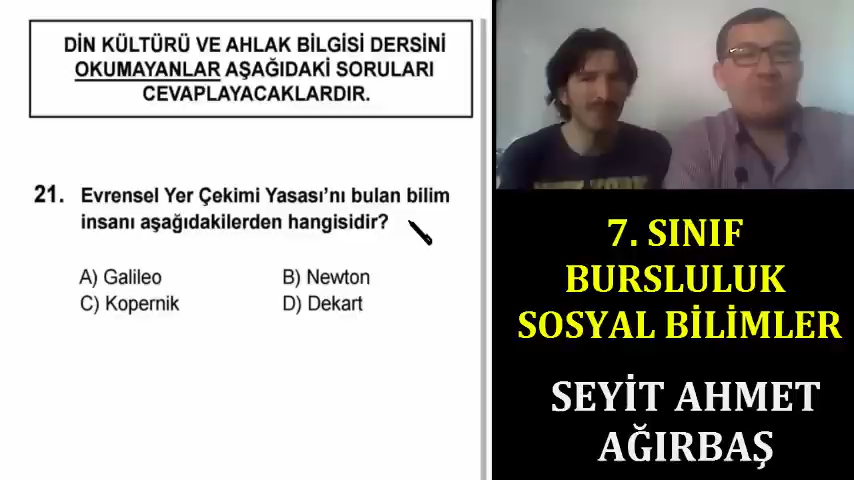 DİN KÜLTÜRÜ VE AHLAK BİLGİSİ DERSİNİ
OKUMAYANLAR AŞAĞIDAKİ SORULARI
CEVAPLAYACAKLARDIR.
21. Evrensel Yer Çekimi Yasası'nı bulan bilim
insanı aşağıdakilerden hangisidir?
A) Galileo B) Newton
C) Kopernik D) Dekart
7. SINIF
BURSLULUK
SOSYAL BİLİMLER
SEYİT AHMET
AĞIRBAŞ